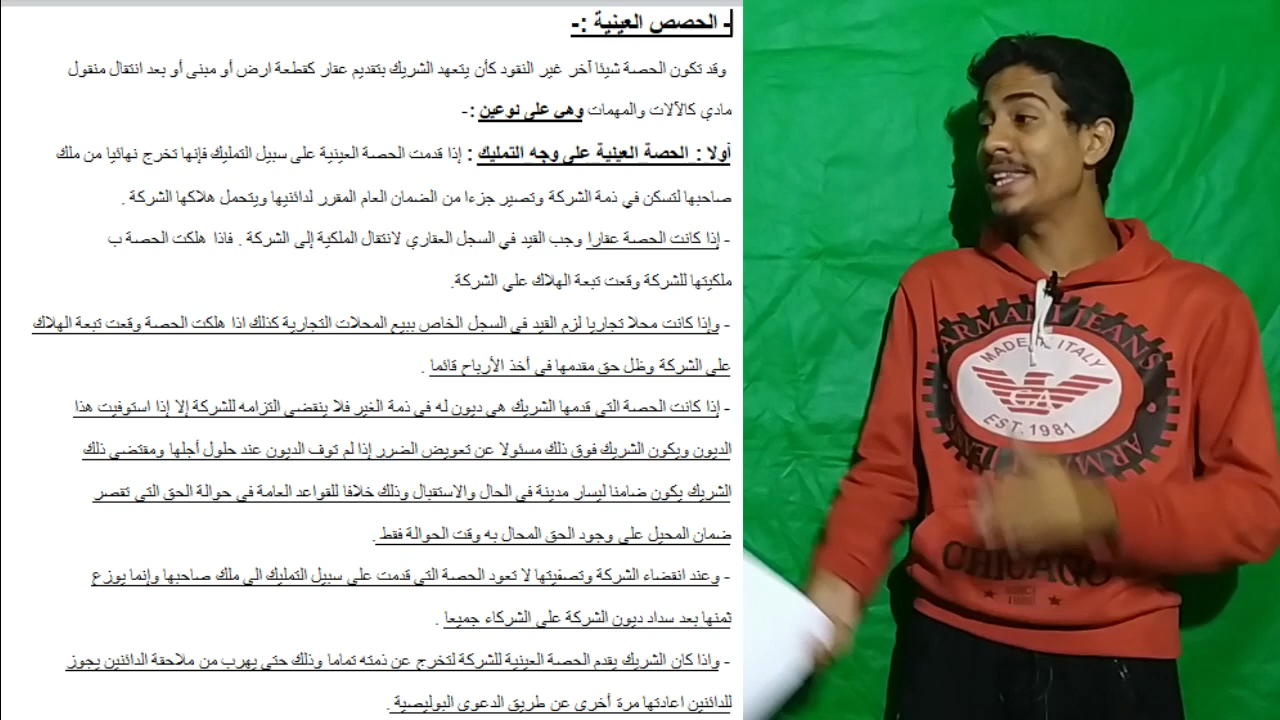 - الحصص العينية :-
وقد تكون الحصة شيئا آخر غير النقود كأن يتعهد الشريك بتقديم عقار كقطعة ارض أو مبنى أو بعد انتقال منقول
مادي كالآلات والمهمات وهي على نوعين :-
أولا : الحصة العينية على وجه التمليك : إذا قدمت الحصة العينية على سبيل التمليك فإنها تخرج نهائيا من ملك
صاحبها لتسكن في ذمة الشركة وتصير جزءا من الضمان العام المقرر لدائنيها ويتحمل هلاكها الشركة .
- إذا كانت الحصة عقارا وجب القيد في السجل العقاري لانتقال الملكية إلى الشركة . فاذا هلكت الحصة ب
ملكيتها للشركة وقعت تبعة الهلاك علي الشركة.
- وإذا كانت محلا تجاريا لزم القيد في السجل الخاص ببيع المحلات التجارية كذلك اذا هلكت الحصة وقعت تبعة الهلاك
على الشركة وظل حق مقدمها في أخذ الأرباح قائما .
- إذا كانت الحصة التي قدمها الشريك هي ديون له في ذمة الغير فلا ينقضي التزامه للشركة إلا إذا استوفيت هذا
الديون ويكون الشريك فوق ذلك مسئولا عن تعويض الضرر إذا لم توف الديون عند حلول أجلها ومقتضي ذلك
الشريك يكون ضامنا ليسار مدينة في الحال والاستقبال وذلك خلافا للقواعد العامة في حوالة الحق التي تقصر
ضمان المحيل على وجود الحق المحال به وقت الحوالة فقط .
- وعند انقضاء الشركة وتصفيتها لا تعود الحصة التي قدمت على سبيل التمليك الى ملك صاحبها وإنما يوزع
ثمنها بعد سداد ديون الشركة على الشركاء جميعا .
- واذا كان الشريك يقدم الحصة العينية للشركة لتخرج عن ذمته تماما وذلك حتى يهرب من ملاحقة الدائنين يجوز
للدائنين اعادتها مرة أخرى عن طريق الدعوى البوليصية .
ARMANI JEANS
MADE IN ITALY
GA
EST. 1981
CHICAGO